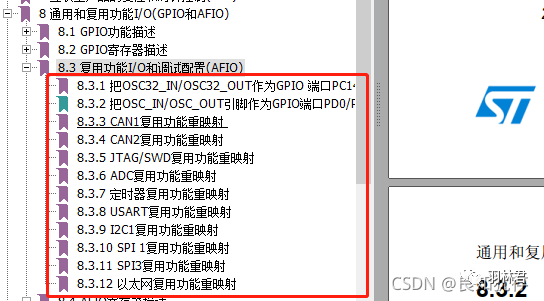 8 通用和复用功能I/O(GPIO和AFIO)
8.1 GPIO功能描述
8.2 GPIO寄存器描述
8.3 复用功能I/O和调试配置(AFIO)
8.3.1 把OSC32_IN/OSC32_OUT作为GPIO 端口PC14
8.3.2 把OSC_IN/OSC_OUT引脚作为GPIO端口PD0/P
8.3.3 CAN1复用功能重映射
8.3.4 CAN2复用功能重映射
8.3.5 JTAG/SWD复用功能重映射
8.3.6 ADC复用功能重映射
8.3.7 定时器复用功能重映射
8.3.8 USART复用功能重映射
8.3.9 I2C1复用功能重映射
8.3.10 SPI 1复用功能重映射
8.3.11 SPI3复用功能重映射
8.3.12 以太网复用功能重映射
ST
通用和复用
8.3.2
羽林君